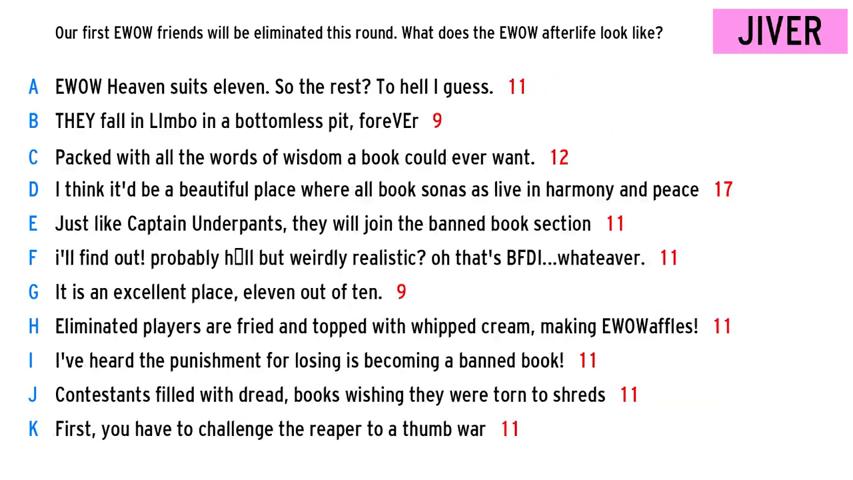 Our first EWOW friends will be eliminated this round. What does the EWOW afterlife look like?
JIVER
A EWOW Heaven suits eleven. So the rest? To hell I guess. 11
B THEY fall in LImbo in a bottomless pit, foreVEr 9
C Packed with all the words of wisdom a book could ever want. 12
D I think it'd be a beautiful place where all book sonas as live in harmony and peace 17
E Just like Captain Underpants, they will join the banned book section 11
F i'll find out! probably h▯ll but weirdly realistic? oh that's BFDI...whateaver. 11
G It is an excellent place, eleven out of ten. 9
H Eliminated players are fried and topped with whipped cream, making EWOWaffles! 11
I I've heard the punishment for losing is becoming a banned book! 11
J Contestants filled with dread, books wishing they were torn to shreds 11
K First, you have to challenge the reaper to a thumb war 11